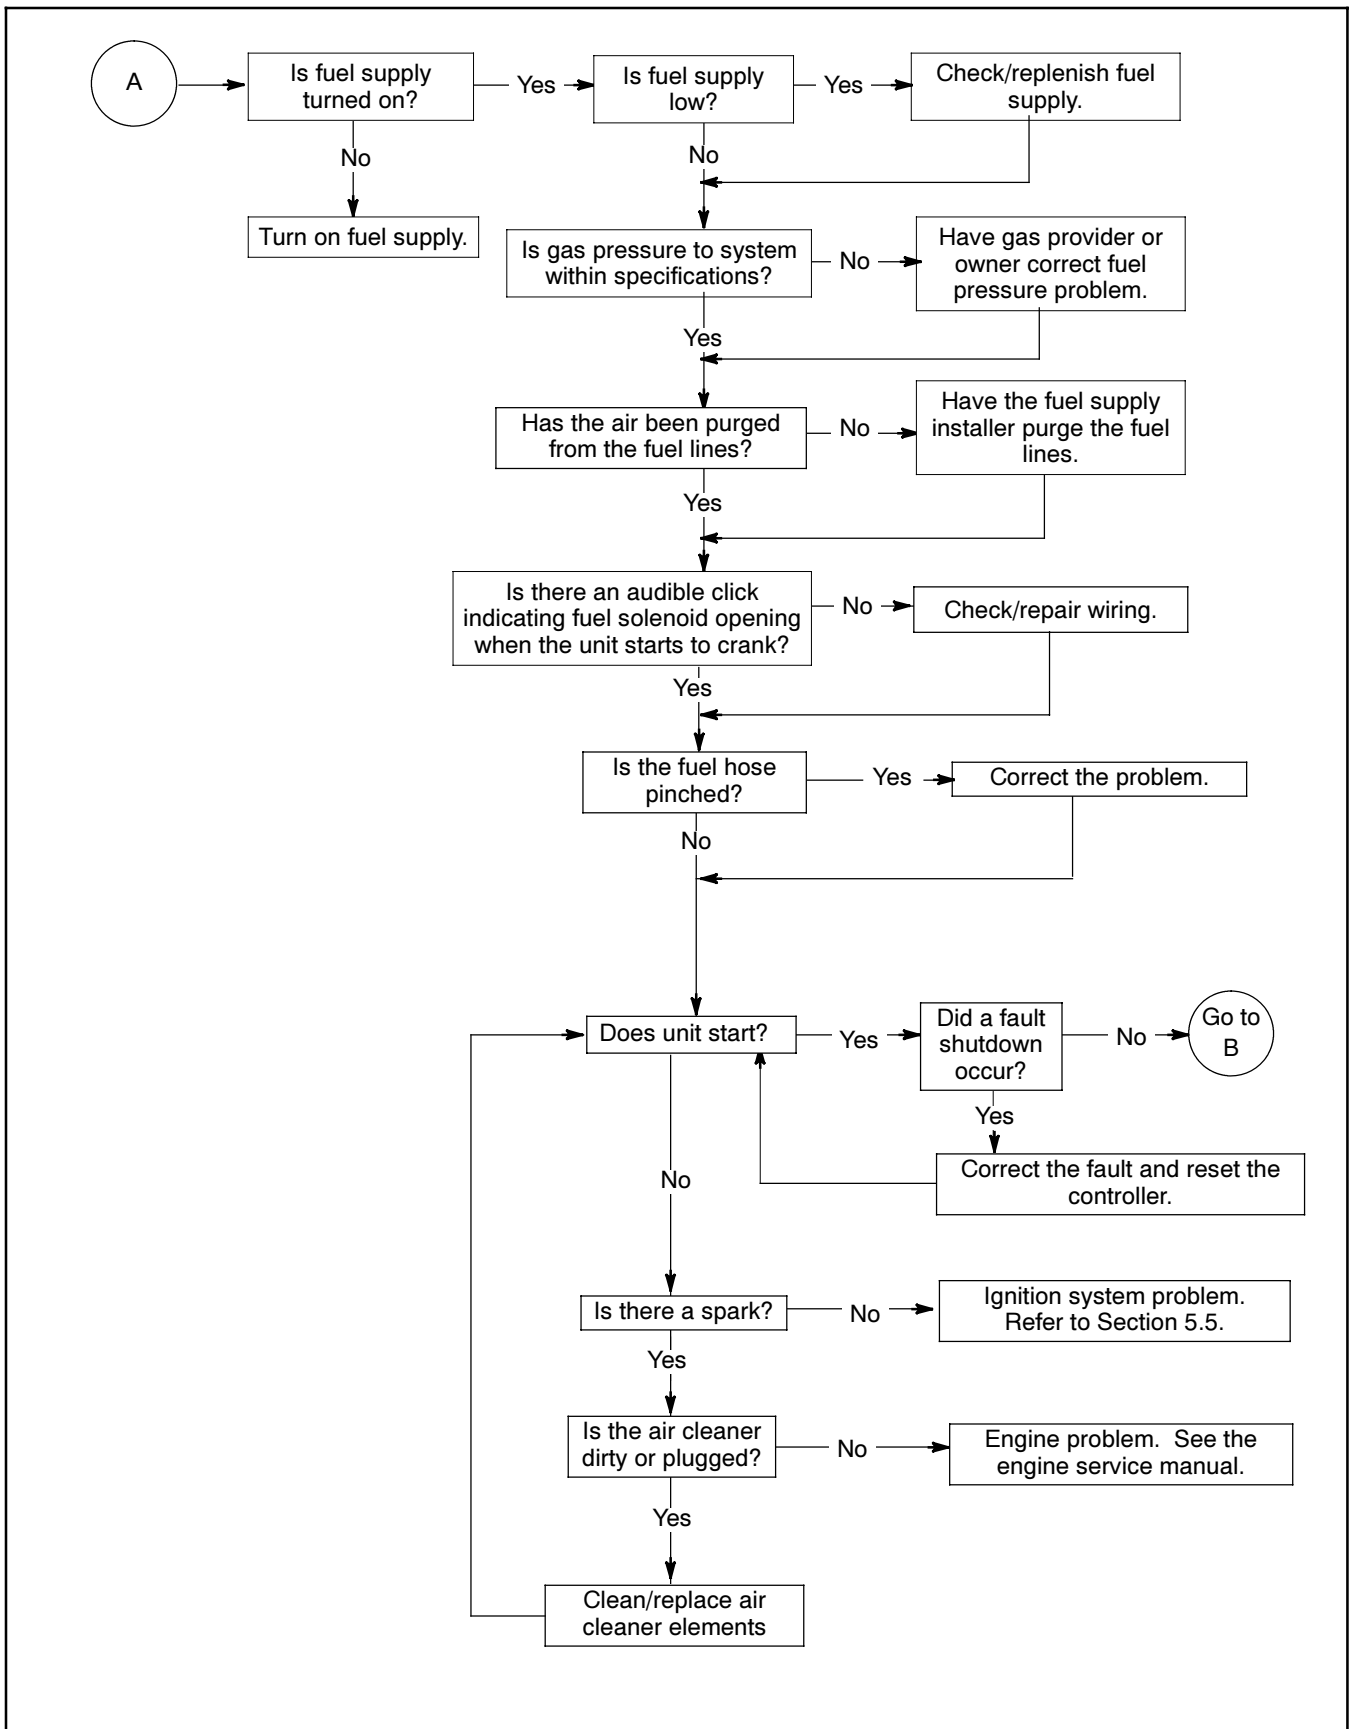 A
Is fuel supply
turned on?
Yes
Is fuel supply
low?
Yes
Check/replenish fuel
supply.
No
Turn on fuel supply.
No
Is gas pressure to system
within specifications?
No
Have gas provider or
owner correct fuel
pressure problem.
Yes
Has the air been purged
from the fuel lines?
No
Have the fuel supply
installer purge the fuel
lines.
Yes
Is there an audible click
indicating fuel solenoid opening
when the unit starts to crank?
No
Check/repair wiring.
Yes
Is the fuel hose
pinched?
Yes
Correct the problem.
No
Does unit start?
Yes
Did a fault
shutdown
occur?
No
Go to
B
Yes
Correct the fault and reset the
controller.
No
Is there a spark?
No
Ignition system problem.
Refer to Section 5.5.
Yes
Is the air cleaner
dirty or plugged?
No
Engine problem.  See the
engine service manual.
Yes
Clean/replace air
cleaner elements